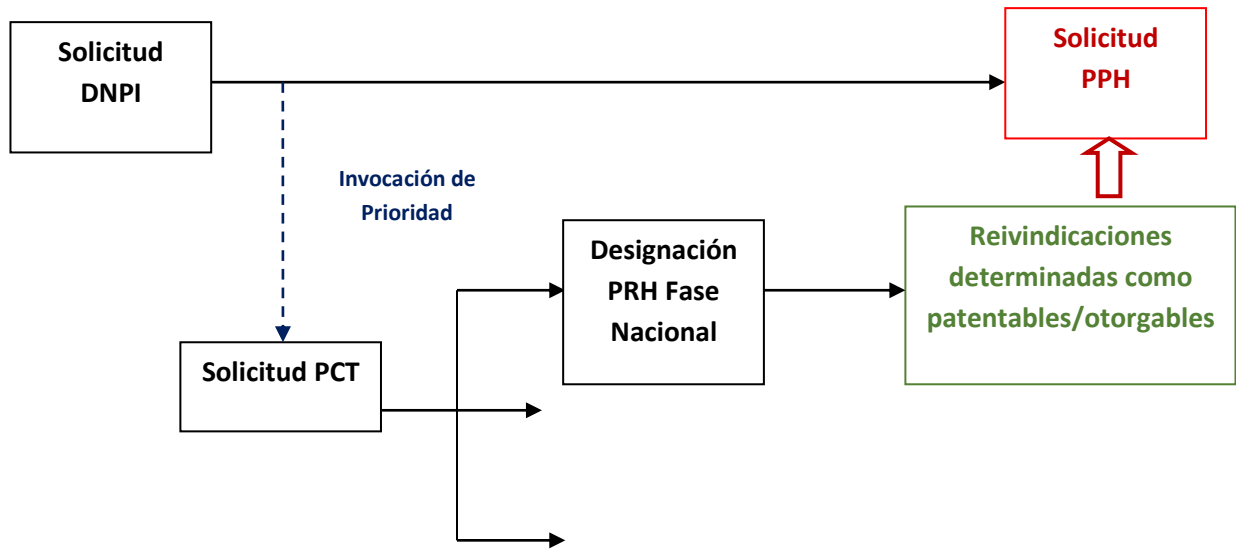 Solicitud
DNPI
Solicitud
PPH
Invocación de
Prioridad
Designación
PRH Fase
Nacional
Reivindicaciones
determinadas como
patentables/otorgables
Solicitud PCT